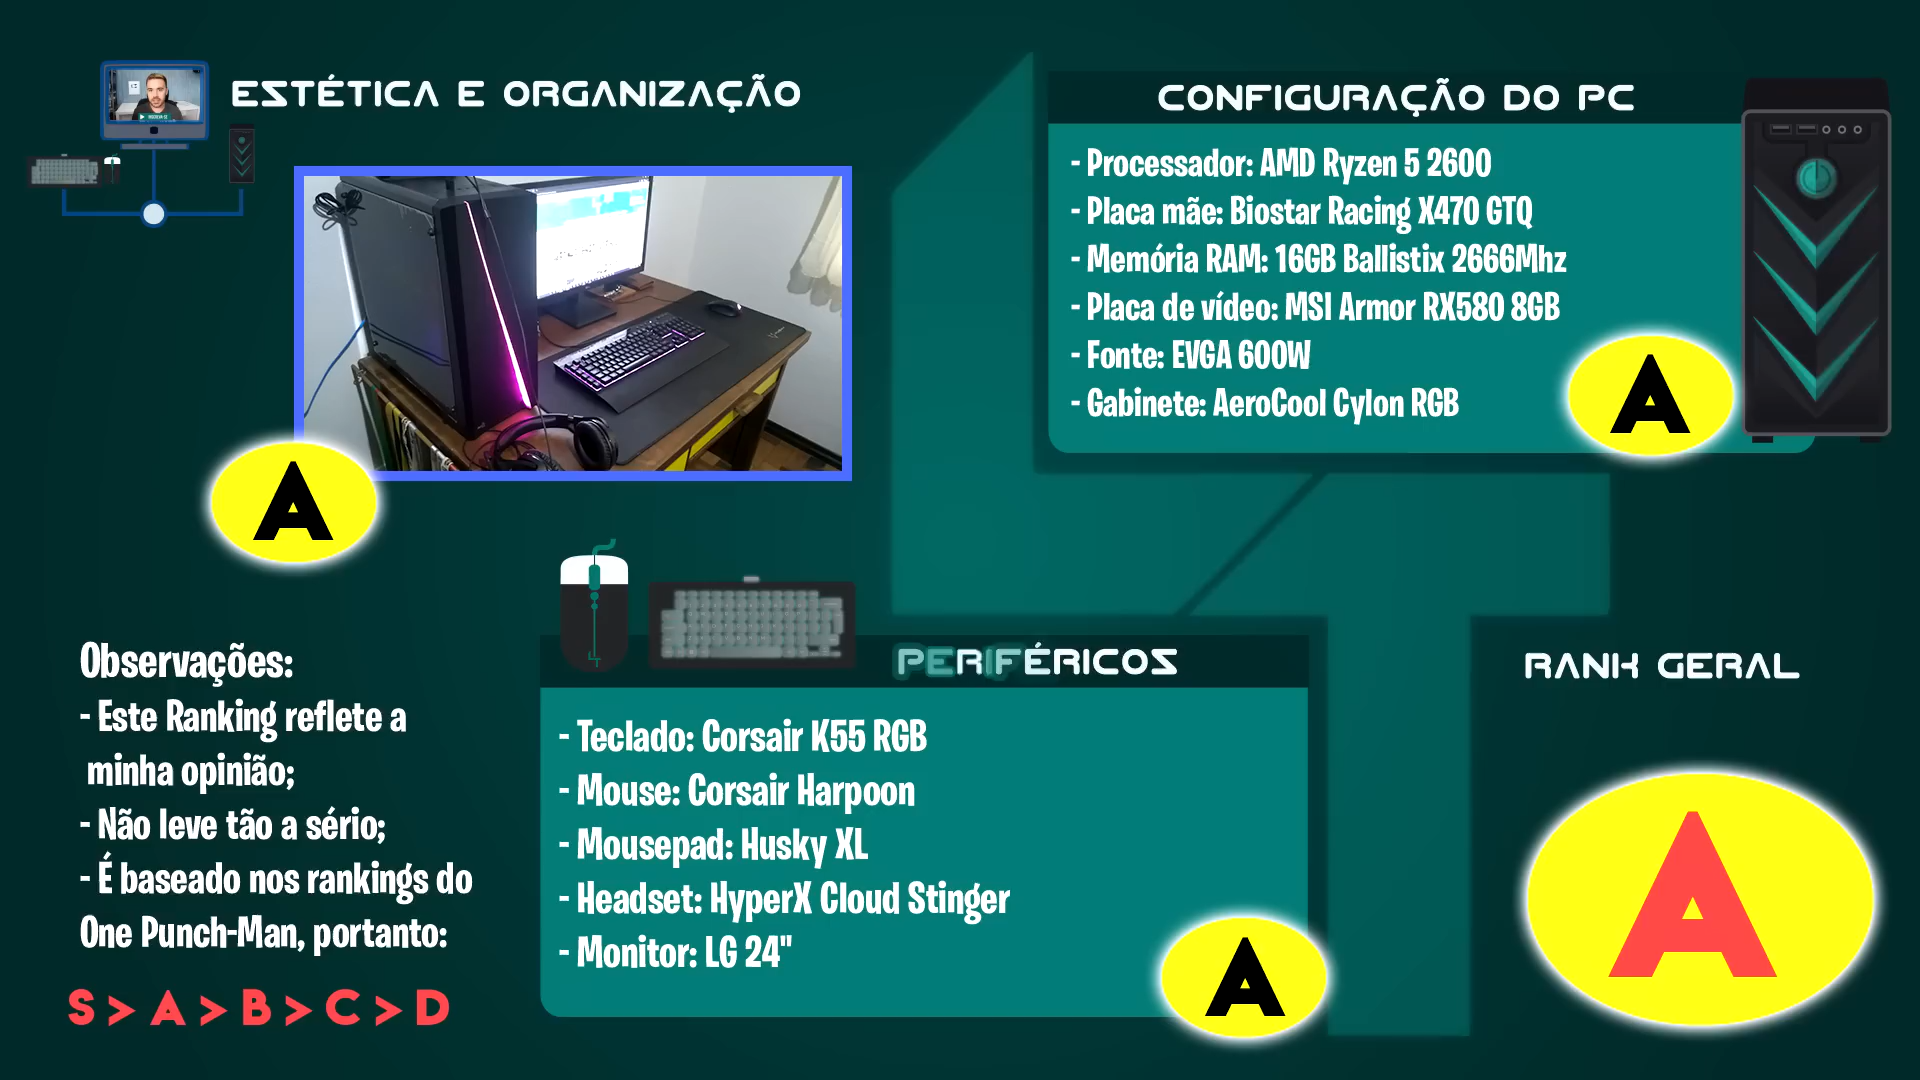 ESTÉTICA E ORGANIZAÇÃO
A
CONFIGURAÇÃO DO PC
- Processador: AMD Ryzen 5 2600
- Placa mãe: Biostar Racing X470 GTQ
- Memória RAM: 16GB Ballistix 2666Mhz
- Placa de vídeo: MSI Armor RX580 8GB
- Fonte: EVGA 600W
- Gabinete: AeroCool Cylon RGB
A
Observações:
- Este Ranking reflete a
minha opinião;
- Não leve tão a sério;
- É baseado nos rankings do
One Punch-Man, portanto:
S > A > B > C > D
LT
PERIFÉRICOS
- Teclado: Corsair K55 RGB
- Mouse: Corsair Harpoon
- Mousepad: Husky XL
- Headset: HyperX Cloud Stinger
- Monitor: LG 24"
A
RANK GERAL
A